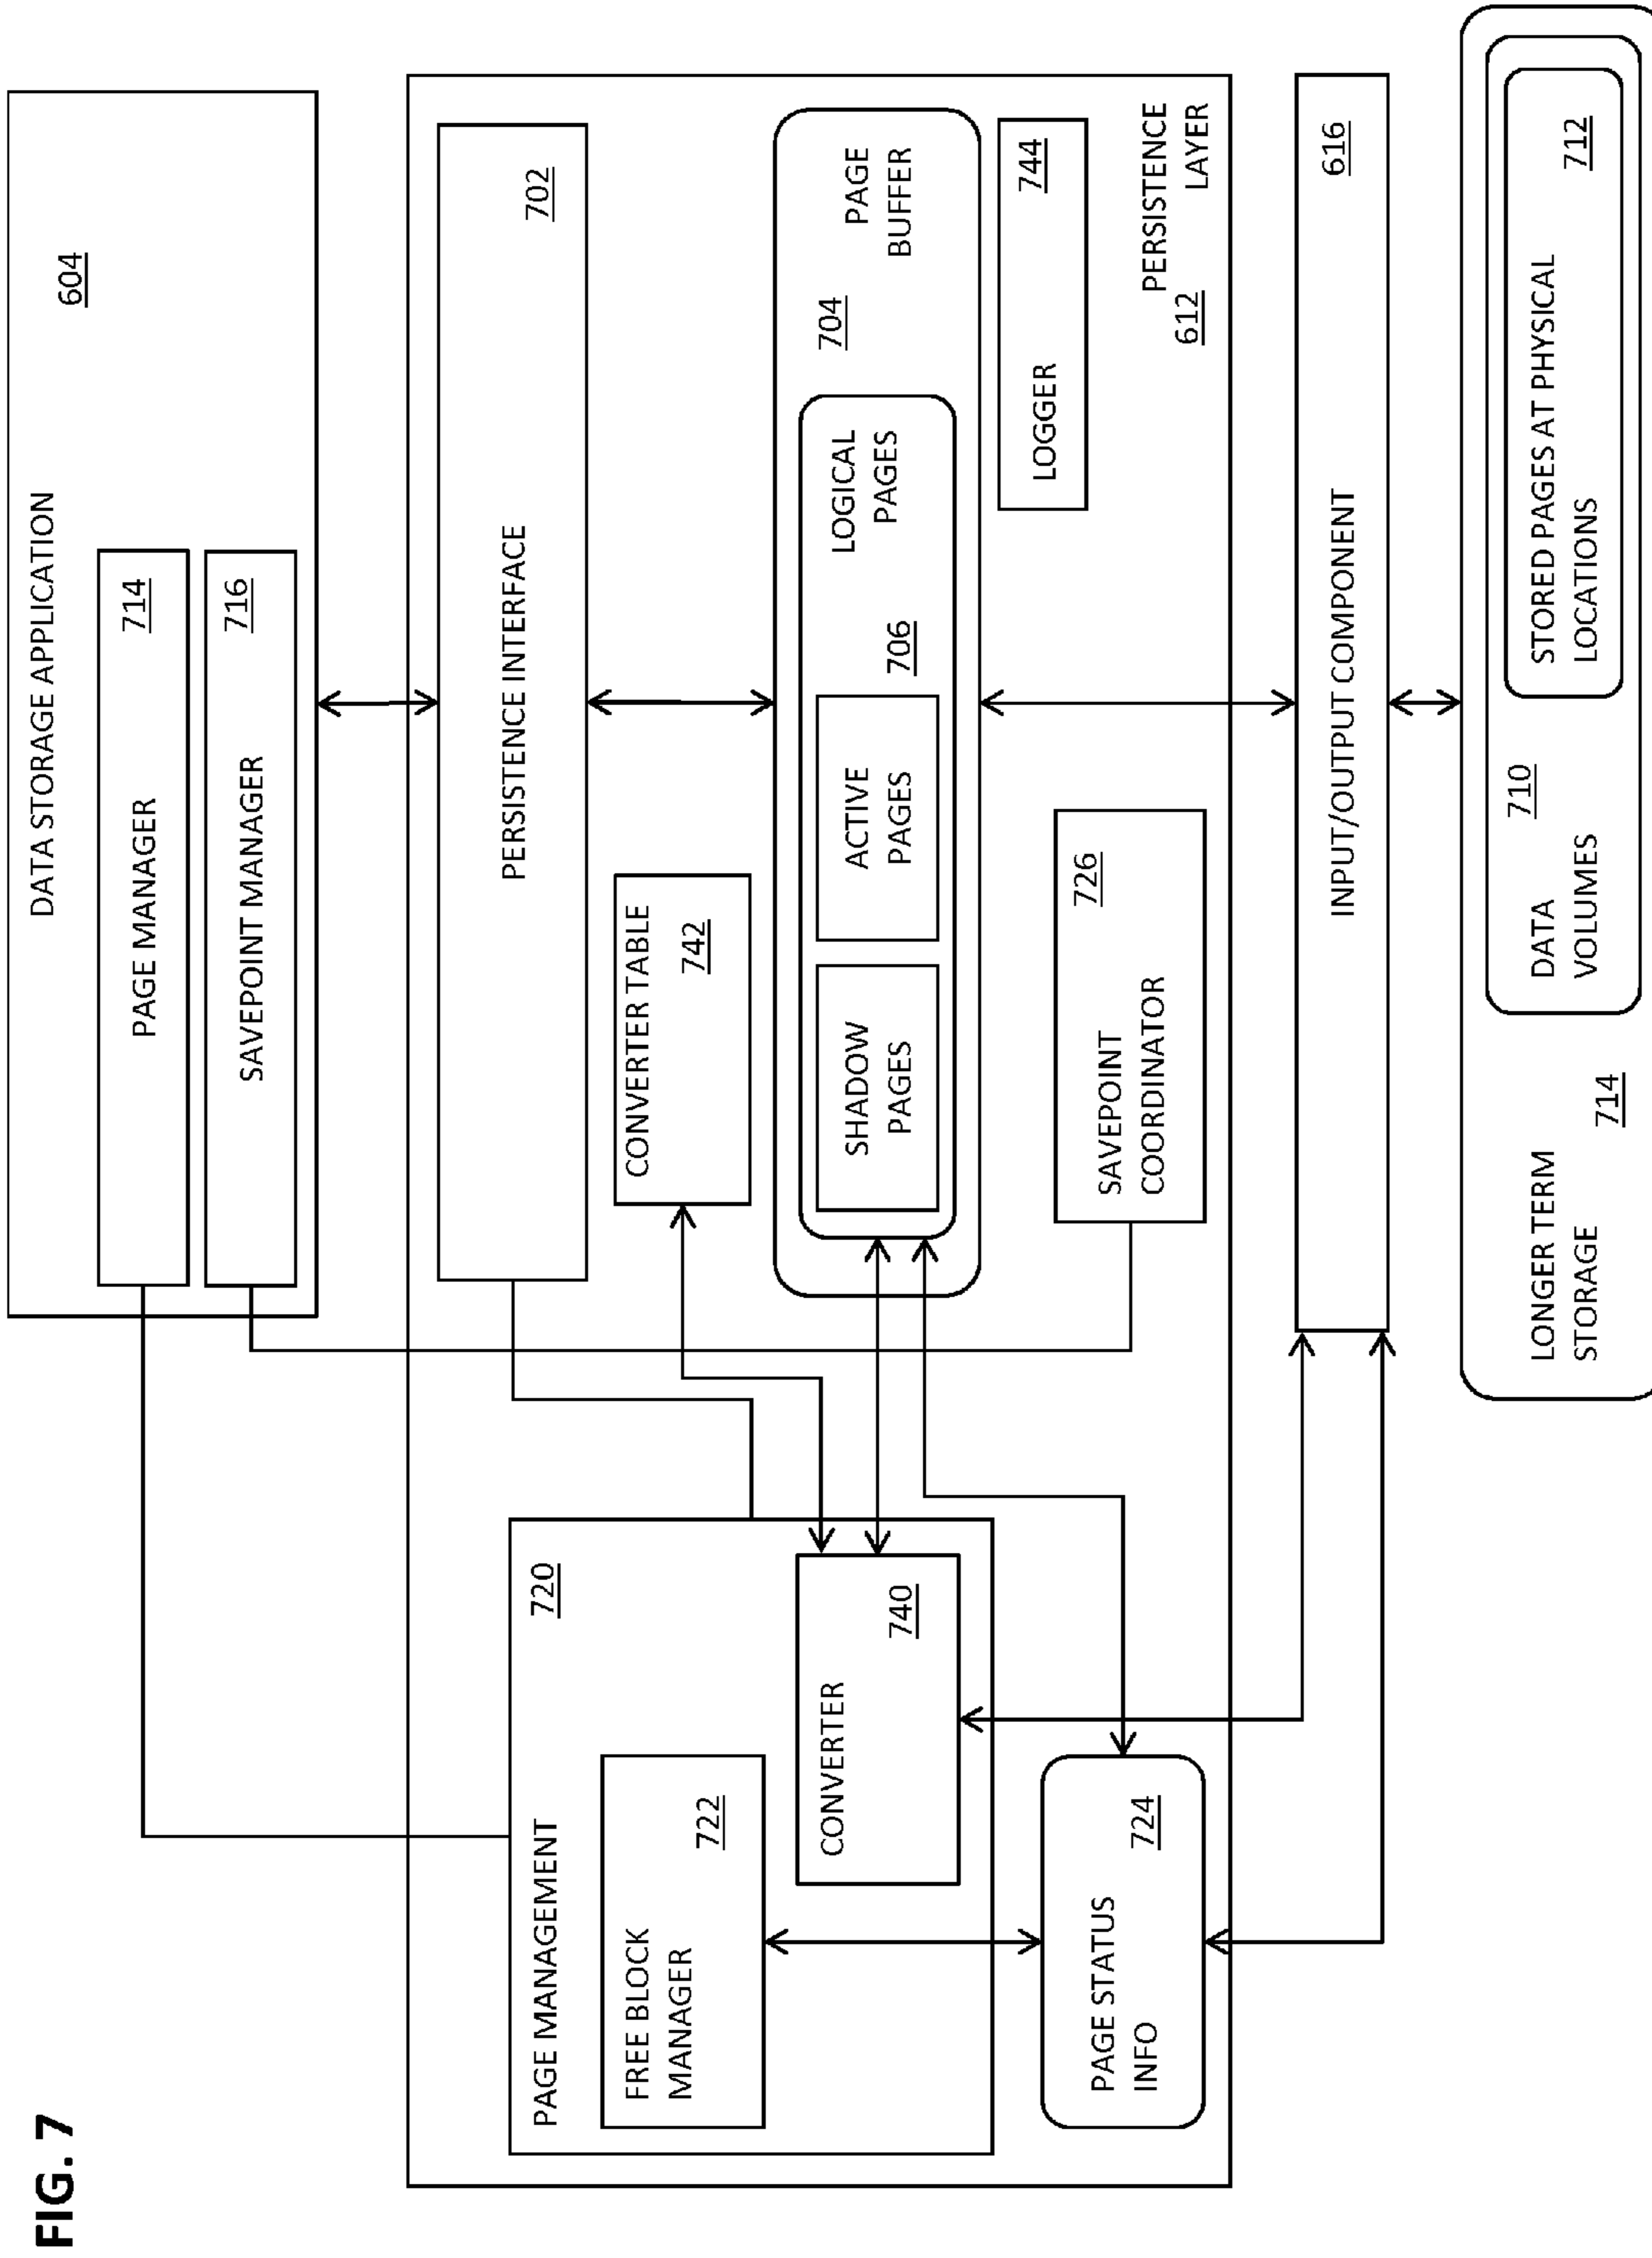 FIG. 7
DATA STORAGE APPLICATION
604
PAGE MANAGER
714
SAVEPOINT MANAGER
716
PERSISTENCE INTERFACE
702
PAGE MANAGEMENT
720
FREE BLOCK
MANAGER
722
CONVERTER
740
CONVERTER TABLE
742
PAGE
BUFFER
704
LOGICAL
PAGES
706
SHADOW
PAGES
ACTIVE
PAGES
PAGE STATUS
INFO
724
SAVEPOINT
COORDINATOR
726
LOGGER
744
PERSISTENCE
LAYER
612
INPUT/OUTPUT COMPONENT
616
LONGER TERM
STORAGE
714
DATA
VOLUMES
710
STORED PAGES AT PHYSICAL
LOCATIONS
712